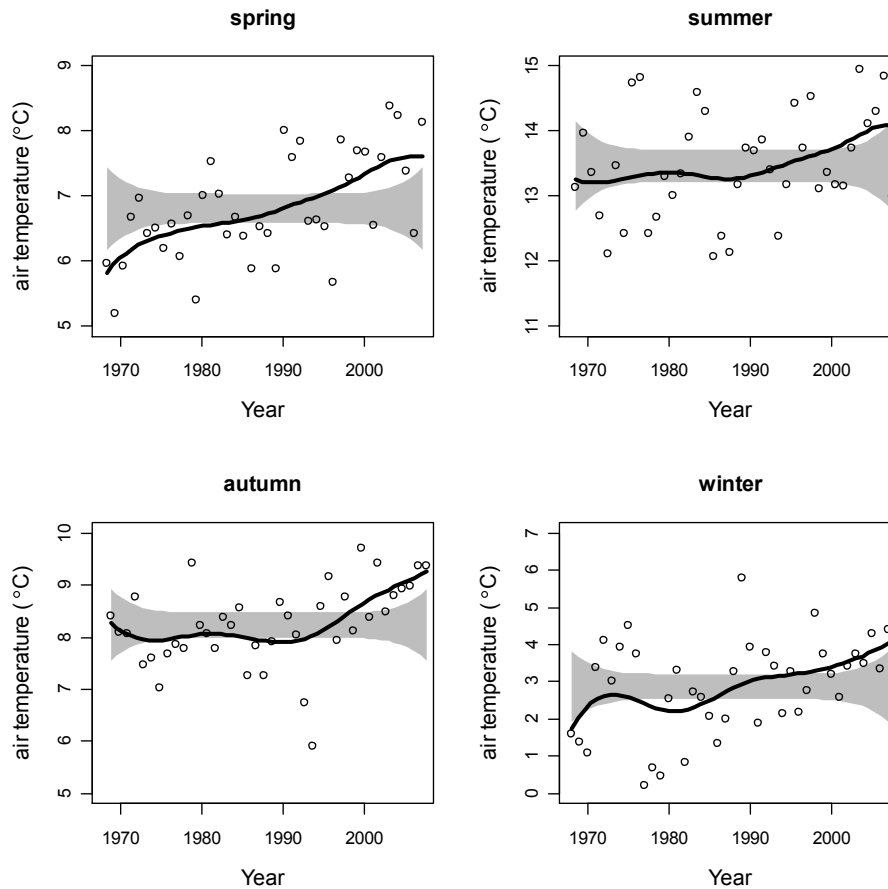 spring
air temperature (°C)
5
6
7
8
9
1970 1980 1990 2000
Year
summer
air temperature ( °C)
11
12
13
14
15
1970 1980 1990 2000
Year
autumn
air temperature ( °C)
5
6
7
8
9
10
1970 1980 1990 2000
Year
winter
air temperature ( °C)
0
1
2
3
4
5
6
7
1970 1980 1990 2000
Year